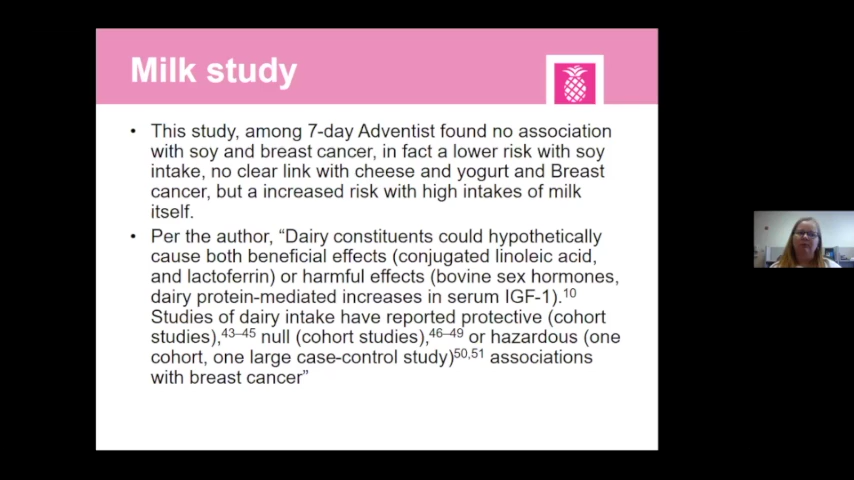 Milk study
• This study, among 7-day Adventist found no association
with soy and breast cancer, in fact a lower risk with soy
intake, no clear link with cheese and yogurt and Breast
cancer, but a increased risk with high intakes of milk
itself.
• Per the author, “Dairy constituents could hypothetically
cause both beneficial effects (conjugated linoleic acid,
and lactoferrin) or harmful effects (bovine sex hormones,
dairy protein-mediated increases in serum IGF-1).¹⁰
Studies of dairy intake have reported protective (cohort
studies),⁴³⁻⁴⁵ null (cohort studies),⁴⁶⁻⁴⁹ or hazardous (one
cohort, one large case-control study)⁵⁰,⁵¹ associations
with breast cancer”